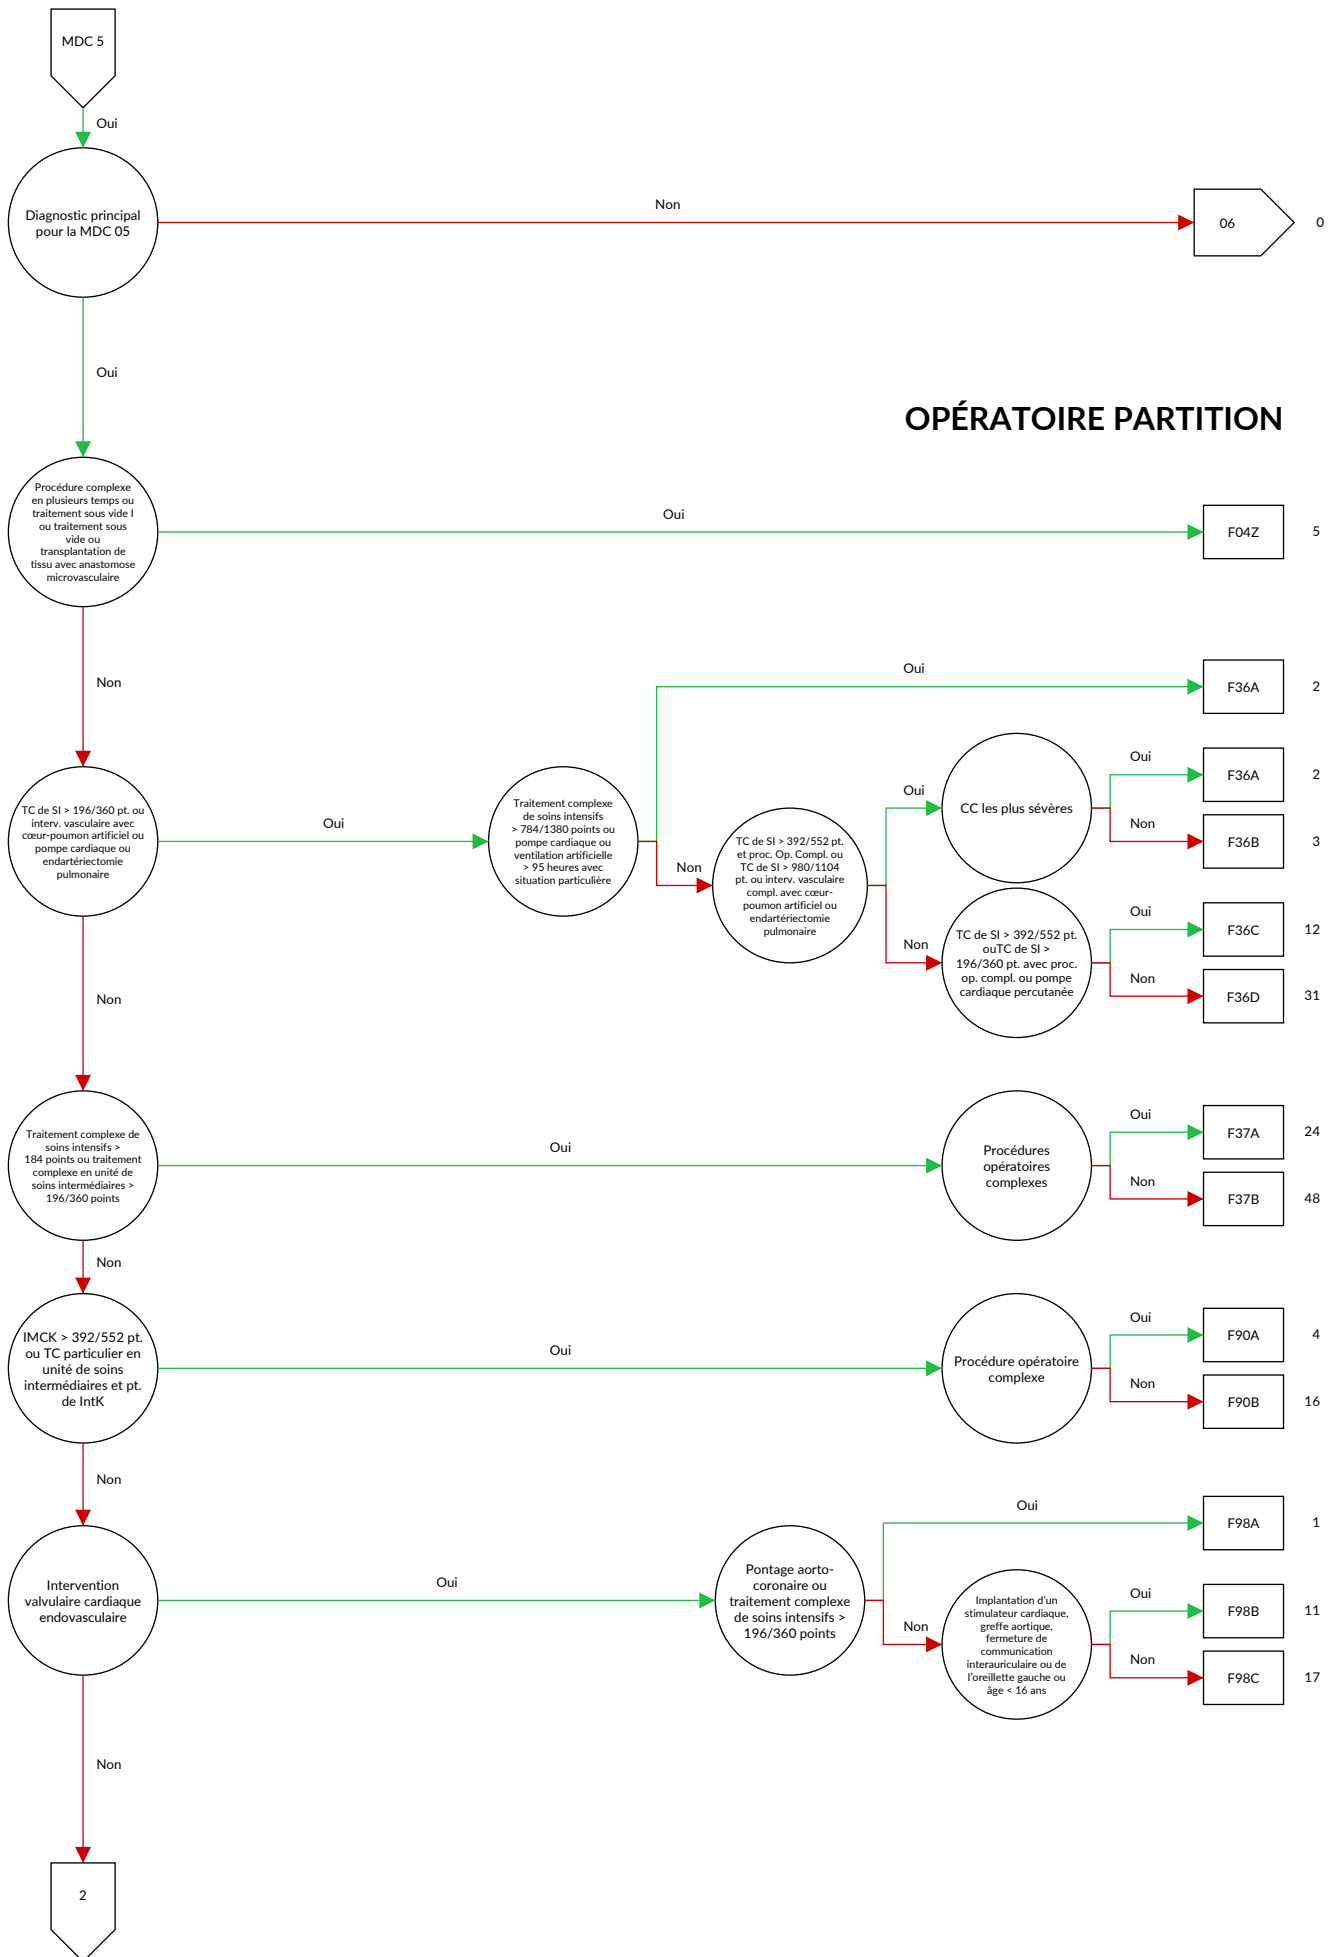 MDC 5
Oui
Diagnostic principal
pour la MDC 05
Non
06
0
Oui
OPÉRATOIRE PARTITION
Procédure complexe
en plusieurs temps ou
traitement sous vide I
ou traitement sous
vide ou
transplantation de
tissu avec anastomose
microvasculaire
Oui
F04Z
5
Non
Oui
F36A
2
TC de SI > 196/360 pt. ou
interv. vasculaire avec
cœur-poumon artificiel ou
pompe cardiaque ou
endartériectomie
pulmonaire
Oui
Traitement complexe
de soins intensifs
> 784/1380 points ou
pompe cardiaque ou
ventilation artificielle
> 95 heures avec
situation particulière
Non
TC de SI > 392/552 pt.
et proc. Op. Compl. ou
TC de SI > 980/1104
pt. ou interv. vasculaire
compl. avec cœur-
poumon artificiel ou
endartériectomie
pulmonaire
Oui
CC les plus sévères
Oui
F36A
2
Non
F36B
3
Non
TC de SI > 392/552 pt.
ouTC de SI >
196/360 pt. avec proc.
op. compl. ou pompe
cardiaque percutanée
Oui
F36C
12
Non
F36D
31
Non
Traitement complexe de
soins intensifs >
184 points ou traitement
complexe en unité de
soins intermédiaires >
196/360 points
Oui
Procédures
opératoires
complexes
Oui
F37A
24
Non
F37B
48
Non
IMCK > 392/552 pt.
ou TC particulier en
unité de soins
intermédiaires et pt.
de IntK
Oui
Procédure opératoire
complexe
Oui
F90A
4
Non
F90B
16
Non
Intervention
valvulaire cardiaque
endovasculaire
Oui
Pontage aorto-
coronaire ou
traitement complexe
de soins intensifs >
196/360 points
Oui
F98A
1
Non
Implantation d'un
stimulateur cardiaque,
greffe aortique,
fermeture de
communication
interauriculaire ou de
l'oreillette gauche ou
âge < 16 ans
Oui
F98B
11
Non
F98C
17
Non
2